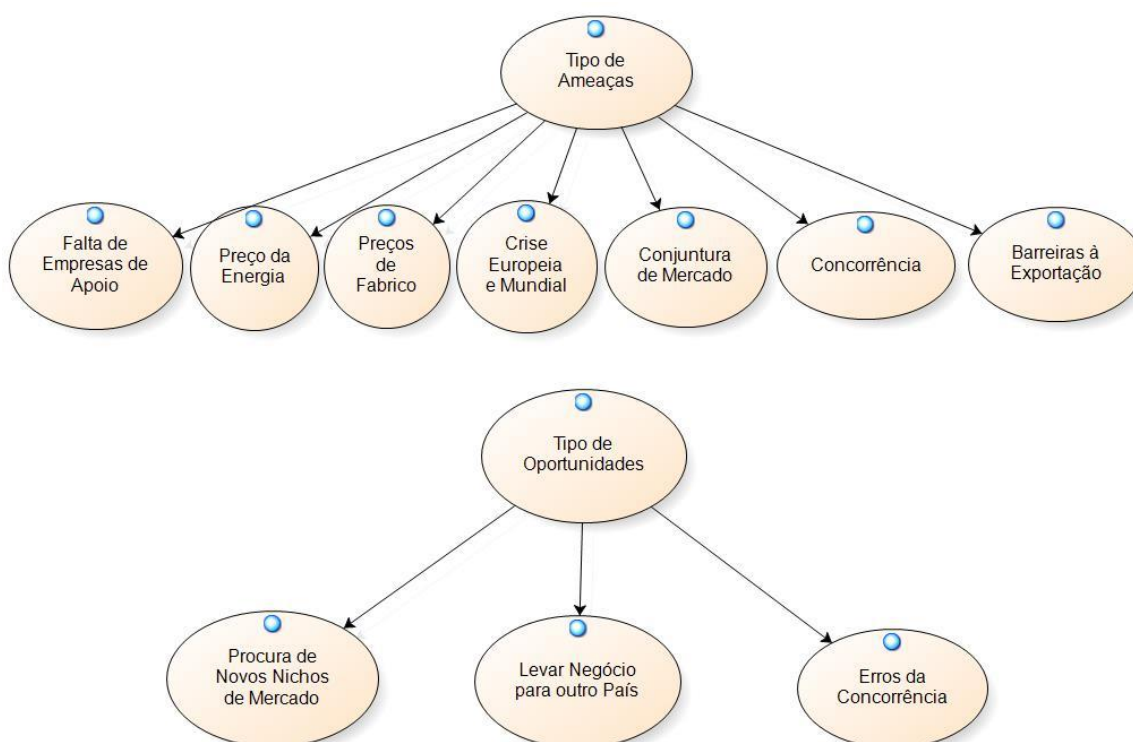 Tipo de
Ameaças
Falta de
Empresas de
Apoio
Preço da
Energia
Preços
de
Fabrico
Crise
Europeia
e Mundial
Conjuntura
de Mercado
Concorrência
Barreiras à
Exportação
Tipo de
Oportunidades
Procura de
Novos Nichos
de Mercado
Levar Negócio
para outro País
Erros da
Concorrência